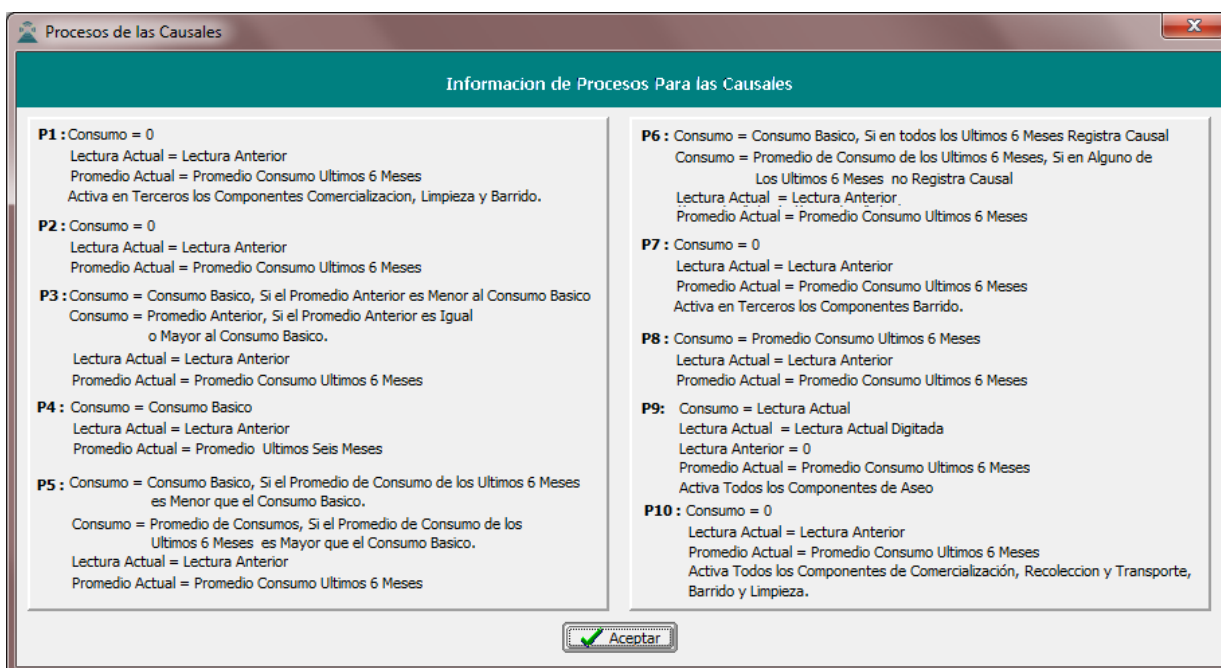 Procesos de las Causales
Informacion de Procesos Para las Causales
P1 : Consumo = 0
Lectura Actual = Lectura Anterior
Promedio Actual = Promedio Consumo Ultimos 6 Meses
Activa en Terceros los Componentes Comercializacion, Limpieza y Barrido.
P2 : Consumo = 0
Lectura Actual = Lectura Anterior
Promedio Actual = Promedio Consumo Ultimos 6 Meses
P3 : Consumo = Consumo Basico, Si el Promedio Anterior es Menor al Consumo Basico
Consumo = Promedio Anterior, Si el Promedio Anterior es Igual
o Mayor al Consumo Basico.
Lectura Actual = Lectura Anterior
Promedio Actual = Promedio Consumo Ultimos 6 Meses
P4 : Consumo = Consumo Basico
Lectura Actual = Lectura Anterior
Promedio Actual = Promedio Ultimos Seis Meses
P5 : Consumo = Consumo Basico, Si el Promedio de Consumo de los Ultimos 6 Meses
es Menor que el Consumo Basico.
Consumo = Promedio de Consumos, Si el Promedio de Consumo de los
Ultimos 6 Meses es Mayor que el Consumo Basico.
Lectura Actual = Lectura Anterior
Promedio Actual = Promedio Consumo Ultimos 6 Meses
P6 : Consumo = Consumo Basico, Si en todos los Ultimos 6 Meses Registra Causal
Consumo = Promedio de Consumo de los Ultimos 6 Meses, Si en Alguno de
Los Ultimos 6 Meses no Registra Causal
Lectura Actual = Lectura Anterior
Promedio Actual = Promedio Consumo Ultimos 6 Meses
P7 : Consumo = 0
Lectura Actual = Lectura Anterior
Promedio Actual = Promedio Consumo Ultimos 6 Meses
Activa en Terceros los Componentes Barrido.
P8 : Consumo = Promedio Consumo Ultimos 6 Meses
Lectura Actual = Lectura Anterior
Promedio Actual = Promedio Consumo Ultimos 6 Meses
P9: Consumo = Lectura Actual
Lectura Actual = Lectura Actual Digitada
Lectura Anterior = 0
Promedio Actual = Promedio Consumo Ultimos 6 Meses
Activa Todos los Componentes de Aseo
P10 : Consumo = 0
Lectura Actual = Lectura Anterior
Promedio Actual = Promedio Consumo Ultimos 6 Meses
Activa Todos los Componentes de Comercialización, Recoleccion y Transporte,
Barrido y Limpieza.
Aceptar